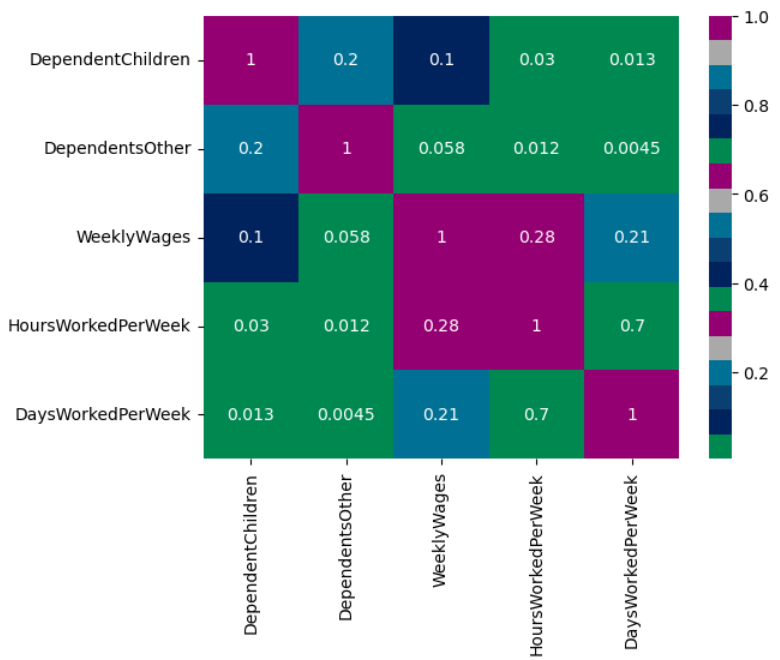 DependentChildren 1 0.2 0.1 0.03 0.013
DependentsOther 0.2 1 0.058 0.012 0.0045
WeeklyWages 0.1 0.058 1 0.28 0.21
HoursWorkedPerWeek 0.03 0.012 0.28 1 0.7
DaysWorkedPerWeek 0.013 0.0045 0.21 0.7 1
DependentChildren
DependentsOther
WeeklyWages
HoursWorkedPerWeek
DaysWorkedPerWeek
1.0
0.8
0.6
0.4
0.2